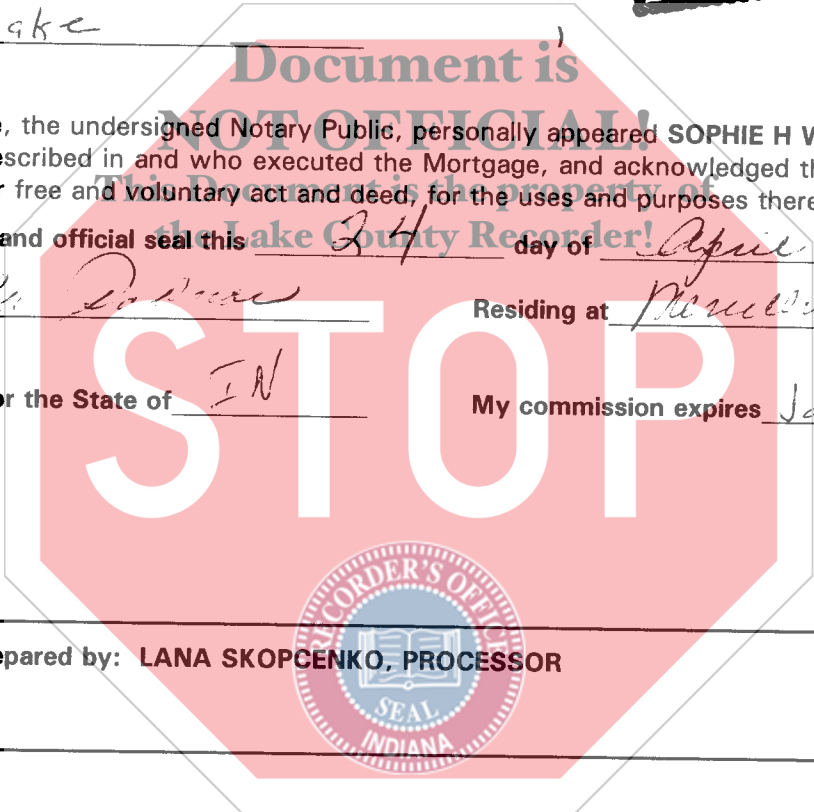 ake )
Document is
NOT OFFICIAL!
, the undersigned Notary Public, personally appeared SOPHIE H W
escribed in and who executed the Mortgage, and acknowledged th
r free and voluntary act and deed, for the uses and purposes there
This Document is the property of
the Lake County Recorder!
and official seal this 24 day of April
Residing at
STOP
r the State of IN My commission expires Ja
RECORDER'S OFFICE
epared by: LANA SKOPCENKO, PROCESSOR
SEAL
INDIANA